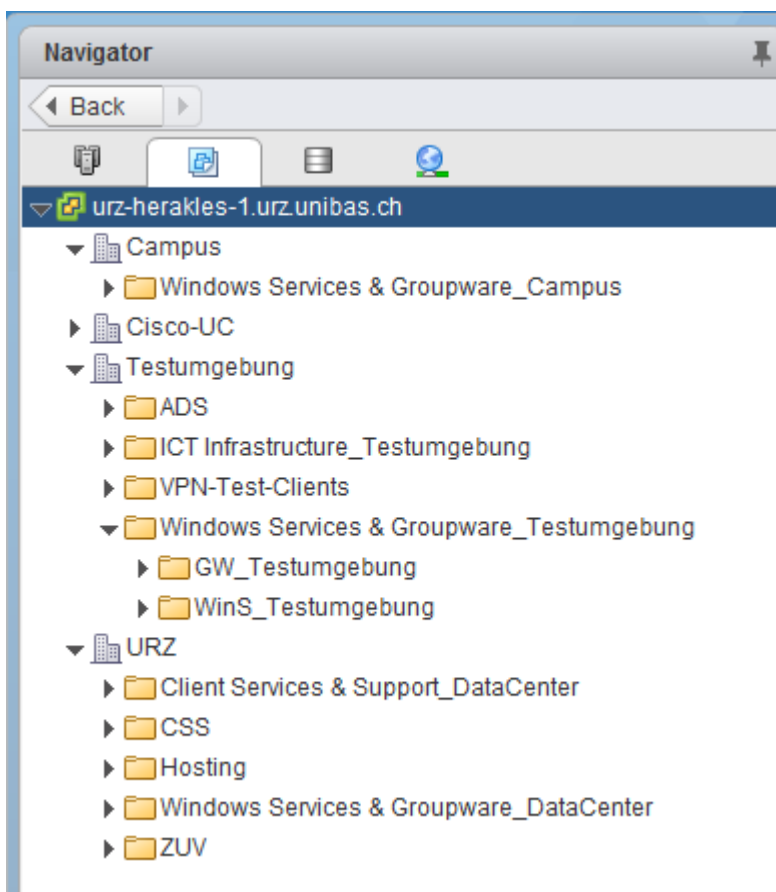 Navigator
Back
urz-herakles-1.urz.unibas.ch
Campus
Windows Services & Groupware_Campus
Cisco-UC
Testumgebung
ADS
ICT Infrastructure_Testumgebung
VPN-Test-Clients
Windows Services & Groupware_Testumgebung
GW_Testumgebung
WinS_Testumgebung
URZ
Client Services & Support_DataCenter
CSS
Hosting
Windows Services & Groupware_DataCenter
ZUV